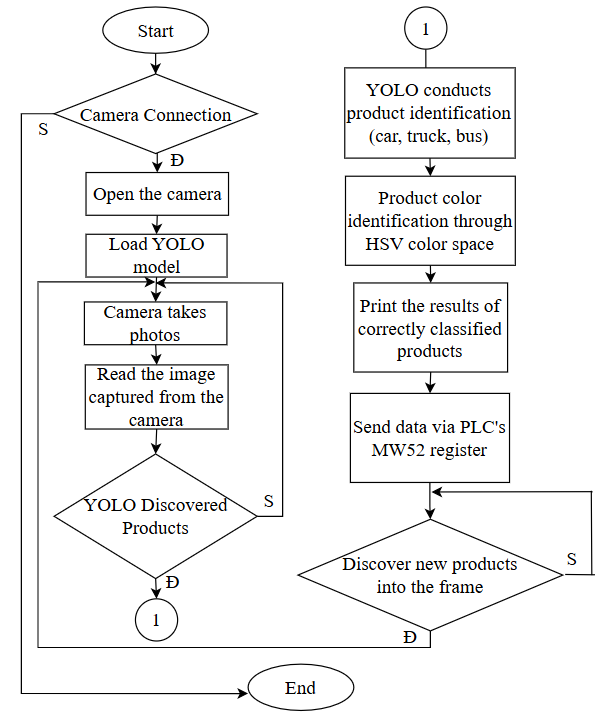 Start
Camera Connection
S
Đ
Open the camera
Load YOLO
model
Camera takes
photos
Read the image
captured from the
camera
YOLO Discovered
Products
S
Đ
1
1
YOLO conducts
product identification
(car, truck, bus)
Product color
identification through
HSV color space
Print the results of
correctly classified
products
Send data via PLC's
MW52 register
Discover new products
into the frame
S
Đ
End